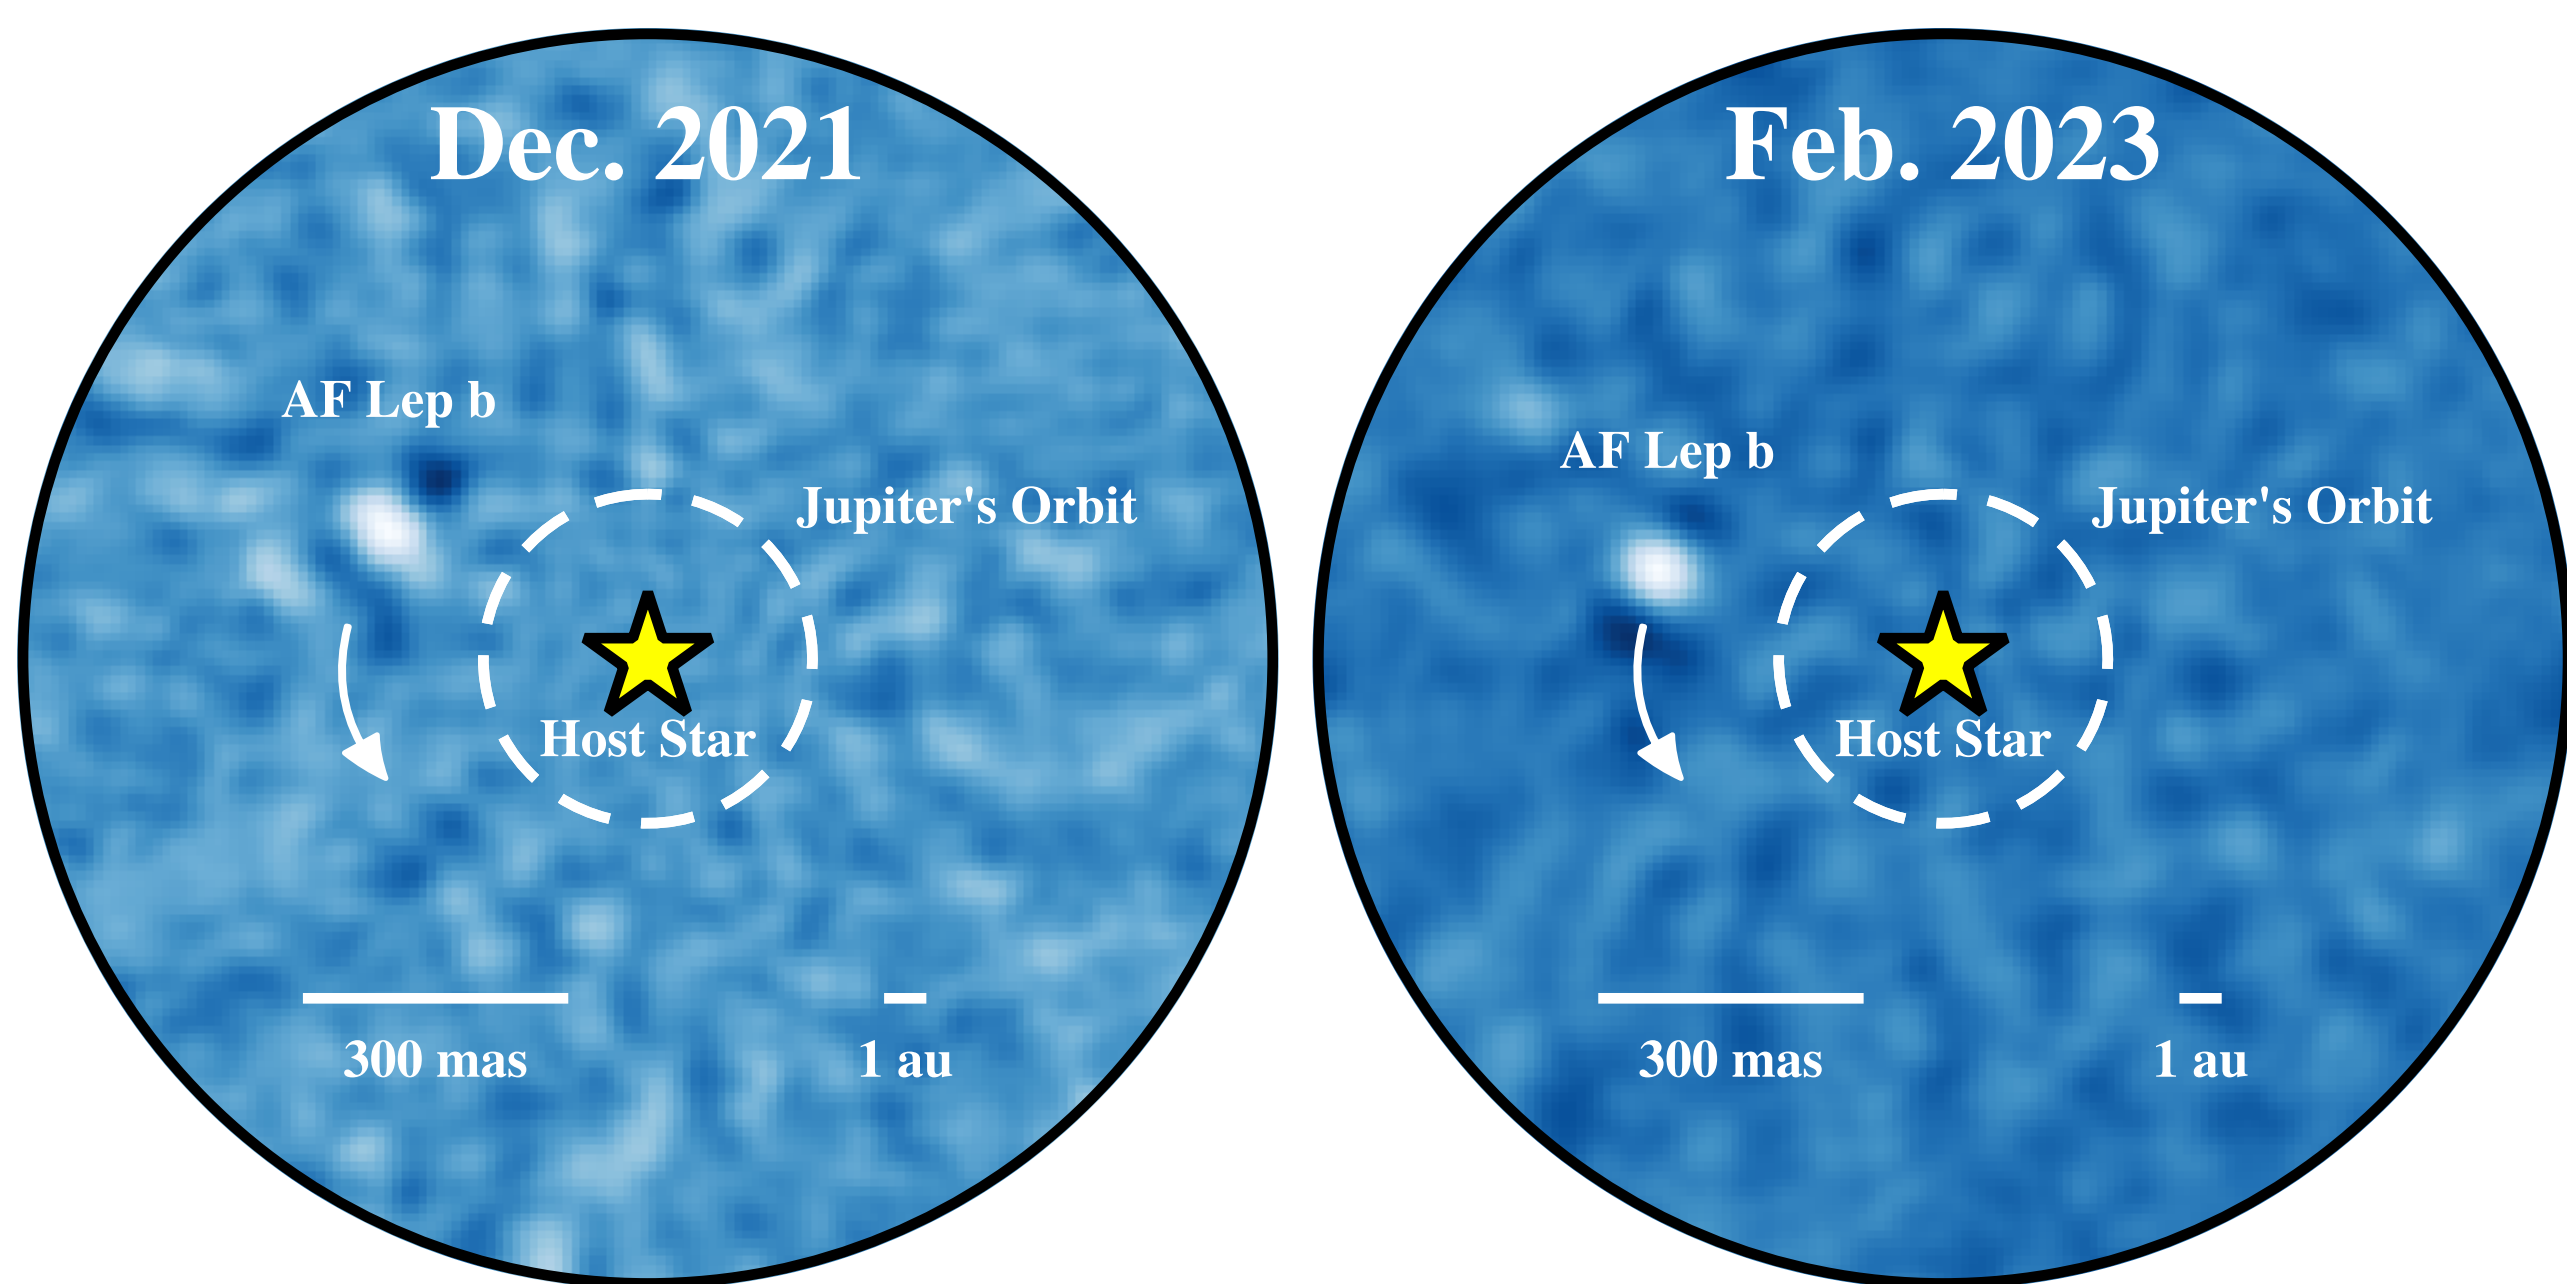 Dec. 2021
AF Lep b
Jupiter's Orbit
Host Star
300 mas
1 au
Feb. 2023
AF Lep b
Jupiter's Orbit
Host Star
300 mas
1 au